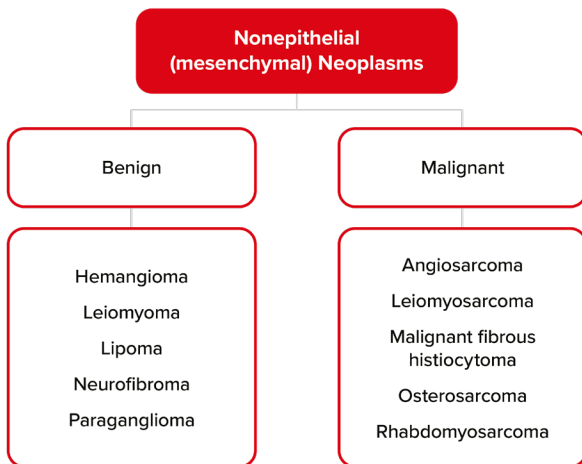 Nonepithelial
(mesenchymal) Neoplasms
Benign
Malignant
Hemangioma
Leiomyoma
Lipoma
Neurofibroma
Paraganglioma
Angiosarcoma
Leiomyosarcoma
Malignant fibrous
histiocytoma
Osterosarcoma
Rhabdomyosarcoma